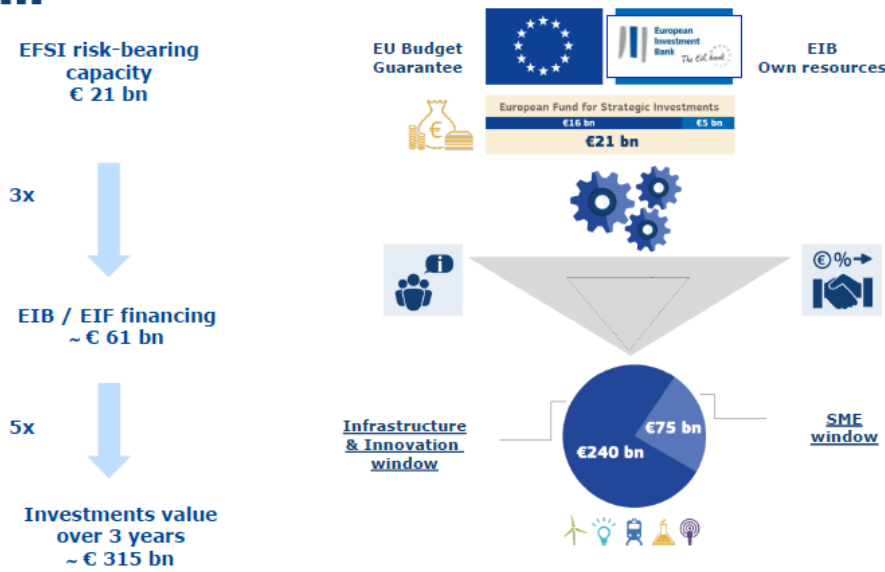 EFSI risk-bearing
capacity
€ 21 bn
3x
EIB / EIF financing
~ € 61 bn
5x
Investments value
over 3 years
~ € 315 bn
EU Budget
Guarantee
European
Investment
Bank
The EU bank
EIB
Own resources
European Fund for Strategic Investments
€16 bn
€5 bn
€21 bn
€
i
€%
Infrastructure
& Innovation
window
€240 bn
€75 bn
SME
window